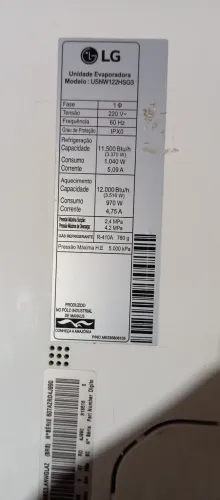 LG
Unidade Evaporadora
Modelo : USNW122HSG3
Fase 1 Φ
Tensão 220 V~
Frequência 60 Hz
Grau de Proteção IPX0
Refrigeração
Capacidade 11.500 Btu/h
(3.370 W)
Consumo 1.040 W
Corrente 5,09 A
Aquecimento
Capacidade 12.000 Btu/h
(3.516 W)
Consumo 970 W
Corrente 4,75 A
Pressão Máxima Sucção 2,4 MPa
Pressão Máxima de Descarga 4,2 MPa
GÁS REFRIGERANTE R-410A 760 g
Pressão Máxima H.E 5.000 kPa
PRODUZIDO NO
PÓLO INDUSTRIAL
DE MANAUS
CONHEÇA A AMAZÔNIA